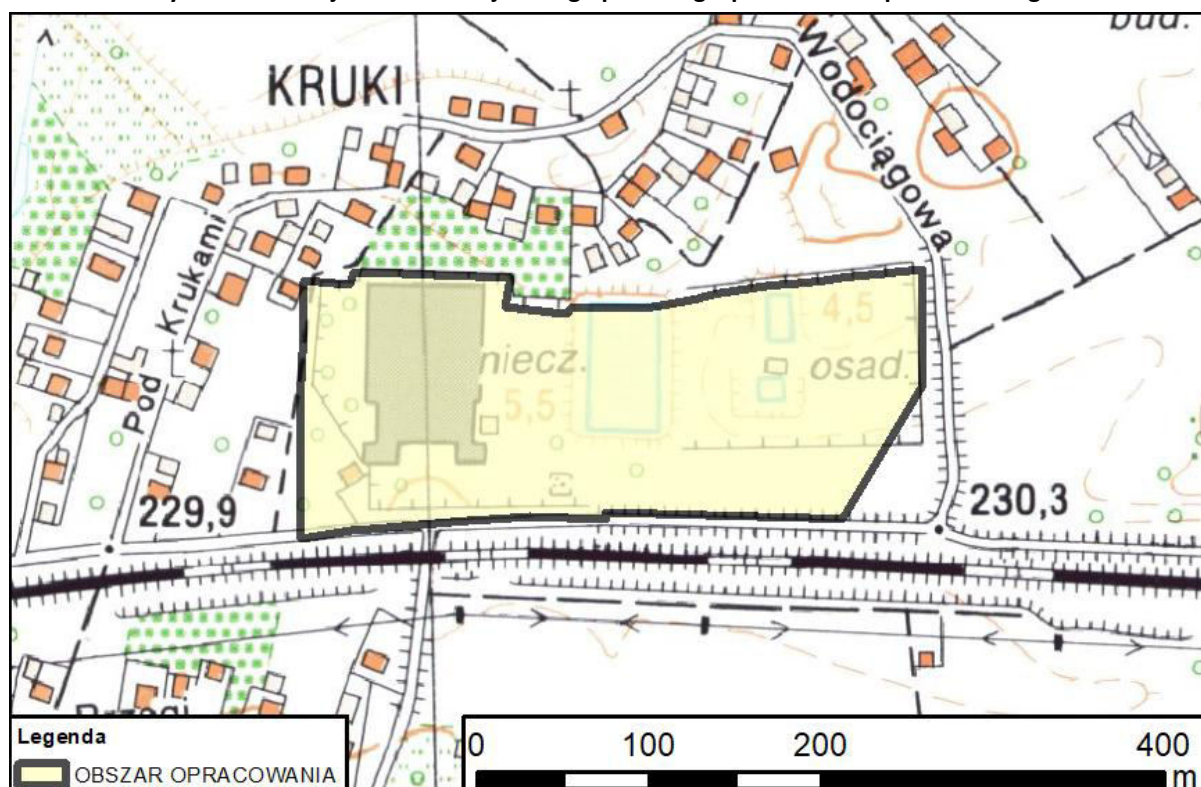 bud.
KRUKI
Wodociągowa
Pod Krukami
niecz.
5,5
4,5
osad.
229,9
230,3
Legenda
OBSZAR OPRACOWANIA
0 100 200 400
m